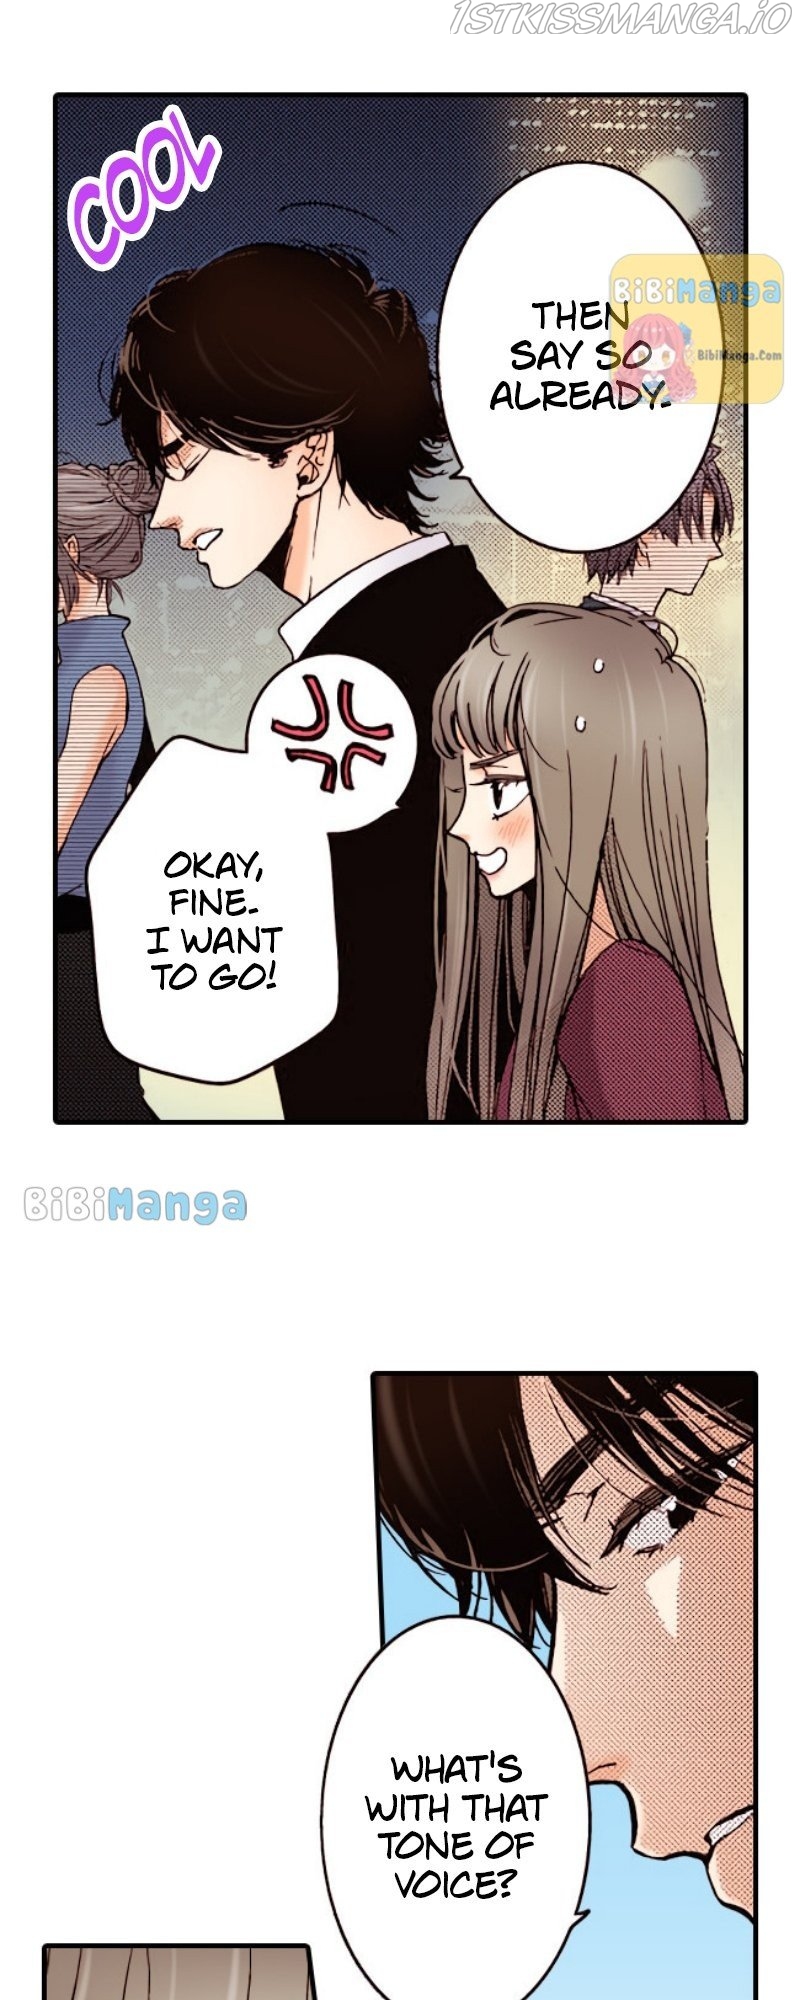 1STKISSMANGA.IO
COOL
THEN
SAY SO
ALREADY.
BiBiManga
BibiManga.Com
OKAY,
FINE.
I WANT
TO GO!
BiBiManga
WHAT'S
WITH THAT
TONE OF
VOICE?